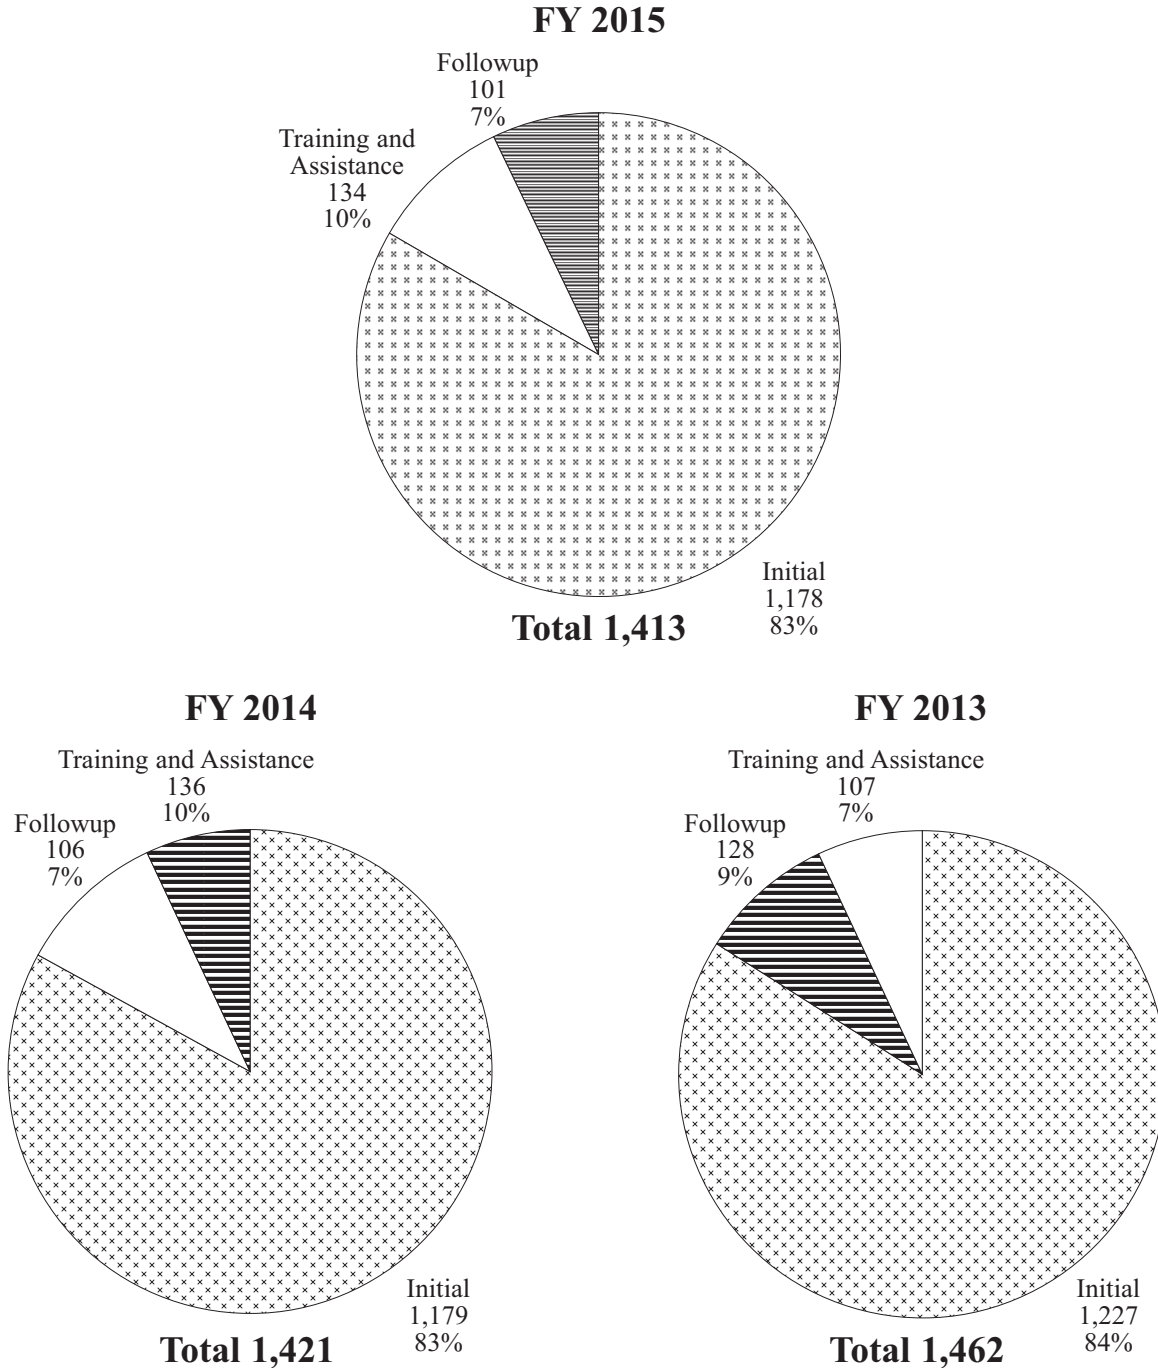 FY 2015
Followup
101
7%
Training and
Assistance
134
10%
Initial
1,178
83%
Total 1,413
FY 2014
Training and Assistance
136
10%
Followup
106
7%
Initial
1,179
83%
Total 1,421
FY 2013
Training and Assistance
107
7%
Followup
128
9%
Initial
1,227
84%
Total 1,462